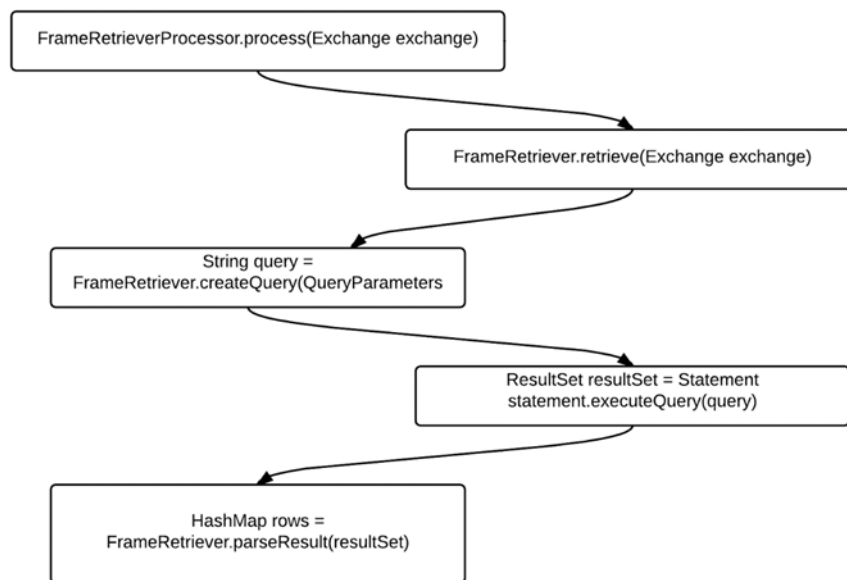 FrameRetrieverProcessor.process(Exchange exchange)
FrameRetriever.retrieve(Exchange exchange)
String query =
FrameRetriever.createQuery(QueryParameters
ResultSet resultSet = Statement
statement.executeQuery(query)
HashMap rows =
FrameRetriever.parseResult(resultSet)